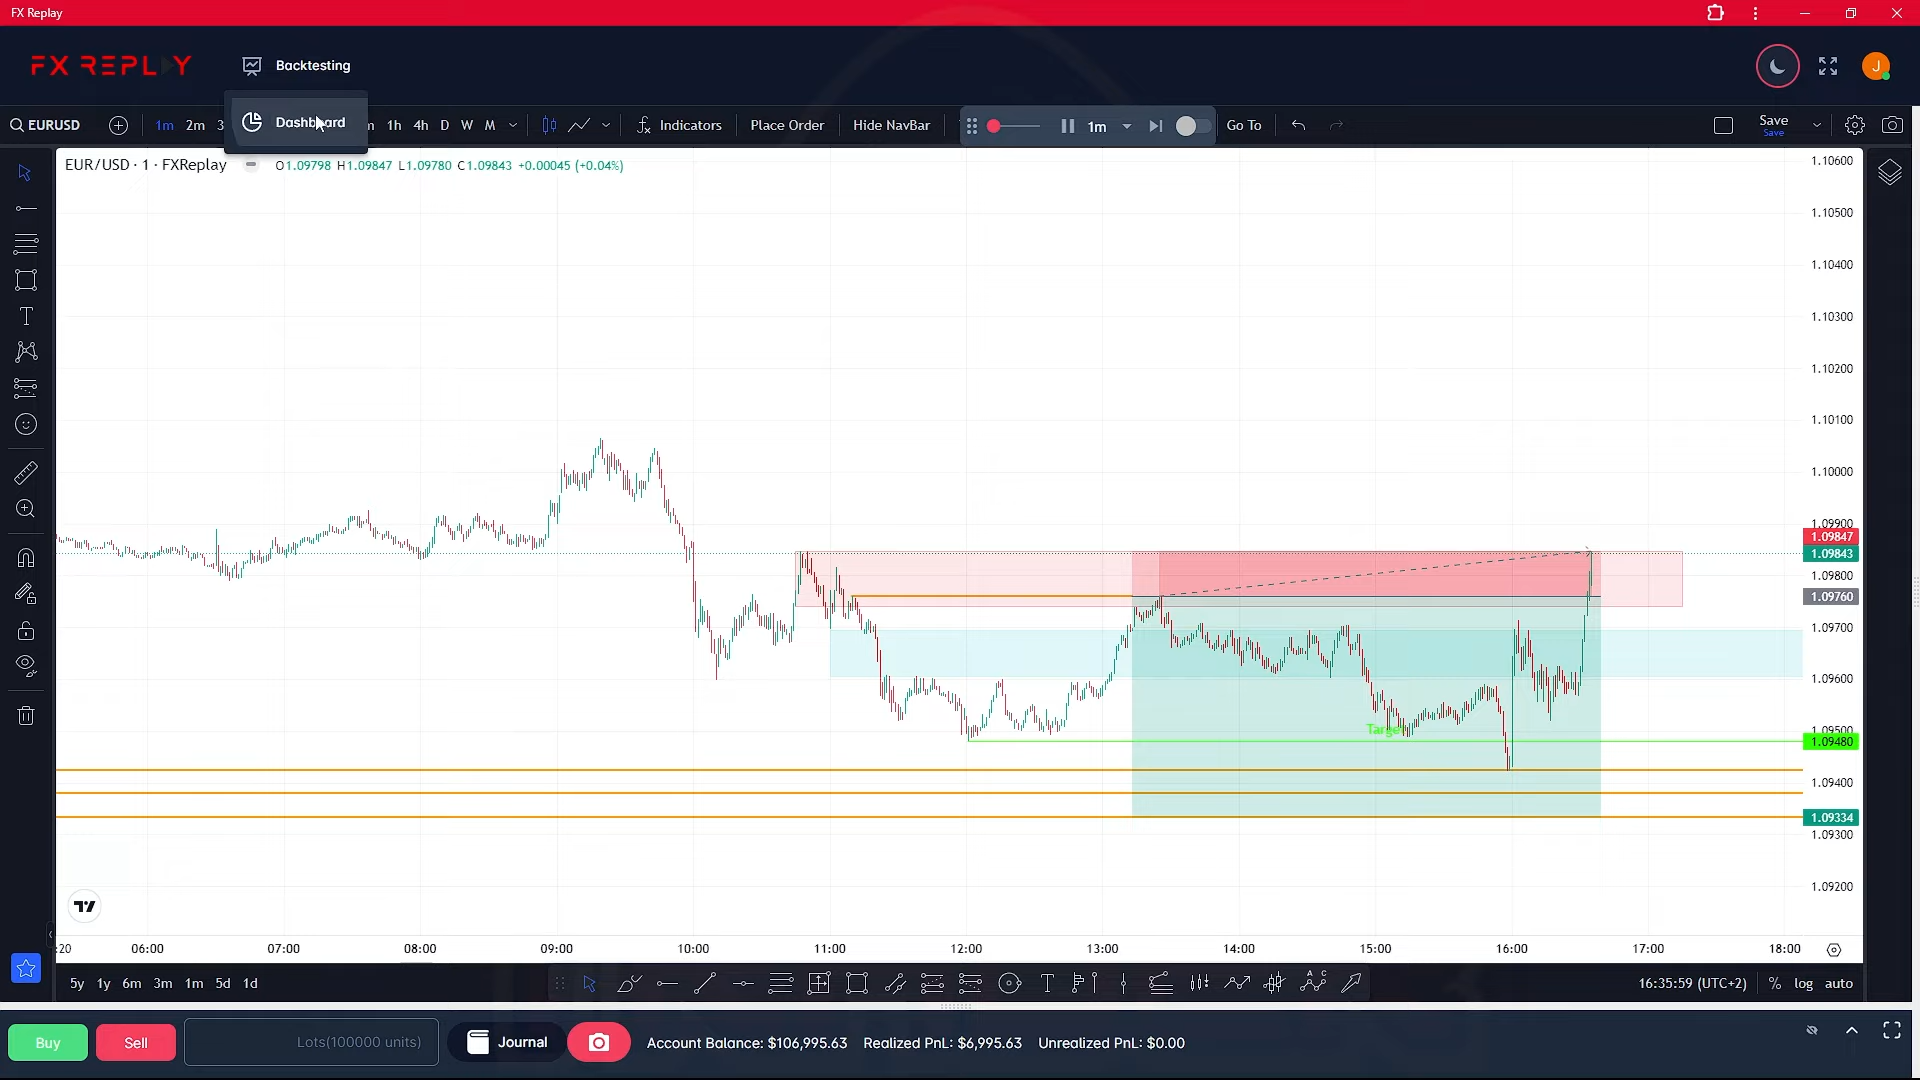 FX Replay
FX REPLAY
Backtesting
J
EURUSD
1m
2m
3
Dashboard
m
1h
4h
D
W
M
Indicators
Place Order
Hide NavBar
1m
Go To
Save
Save
EUR/USD · 1 · FXReplay
O1.09798 H1.09847 L1.09780 C1.09843 +0.00045 (+0.04%)
1.10600
1.10500
1.10400
1.10300
1.10200
1.10100
1.10000
1.09900
1.09847
1.09843
1.09800
1.09760
1.09700
1.09600
1.09500
Target
1.09480
1.09400
1.09334
1.09300
1.09200
:20
06:00
07:00
08:00
09:00
10:00
11:00
12:00
13:00
14:00
15:00
16:00
17:00
18:00
5y
1y
6m
3m
1m
5d
1d
T
A C
16:35:59 (UTC+2)
%
log
auto
Buy
Sell
Lots(100000 units)
Journal
Account Balance: $106,995.63
Realized PnL: $6,995.63
Unrealized PnL: $0.00